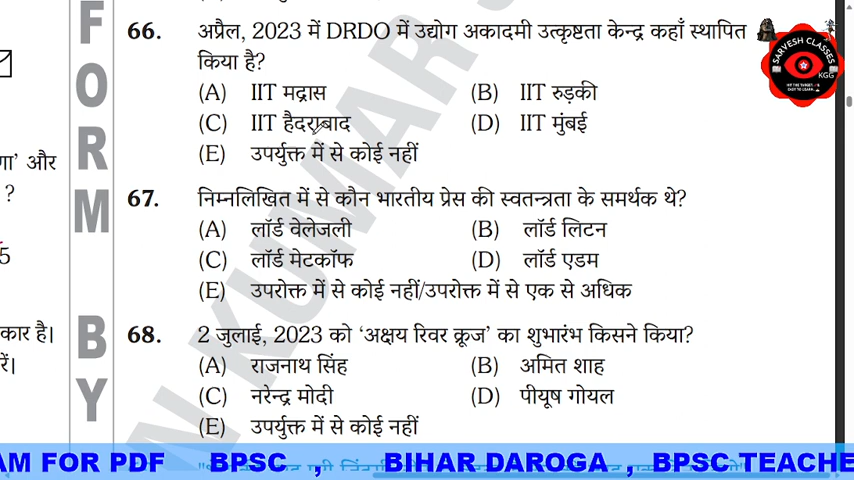 66. अप्रैल, 2023 में DRDO में उद्योग अकादमी उत्कृष्टता केन्द्र कहाँ स्थापित
किया है?
(A) IIT मद्रास (B) IIT रुड़की
(C) IIT हैदराबाद (D) IIT मुंबई
(E) उपर्युक्त में से कोई नहीं
67. निम्नलिखित में से कौन भारतीय प्रेस की स्वतन्त्रता के समर्थक थे?
(A) लॉर्ड वेलेजली (B) लॉर्ड लिटन
(C) लॉर्ड मेटकॉफ (D) लॉर्ड एडम
(E) उपरोक्त में से कोई नहीं/उपरोक्त में से एक से अधिक
68. 2 जुलाई, 2023 को ‘अक्षय रिवर क्रूज’ का शुभारंभ किसने किया?
(A) राजनाथ सिंह (B) अमित शाह
(C) नरेन्द्र मोदी (D) पीयूष गोयल
(E) उपर्युक्त में से कोई नहीं
FORM BY
गा’ और
?
5
कार है।
रें।
SARVESH CLASSES
KGG
KUMAR
AM FOR PDF BPSC , BIHAR DAROGA , BPSC TEACHE